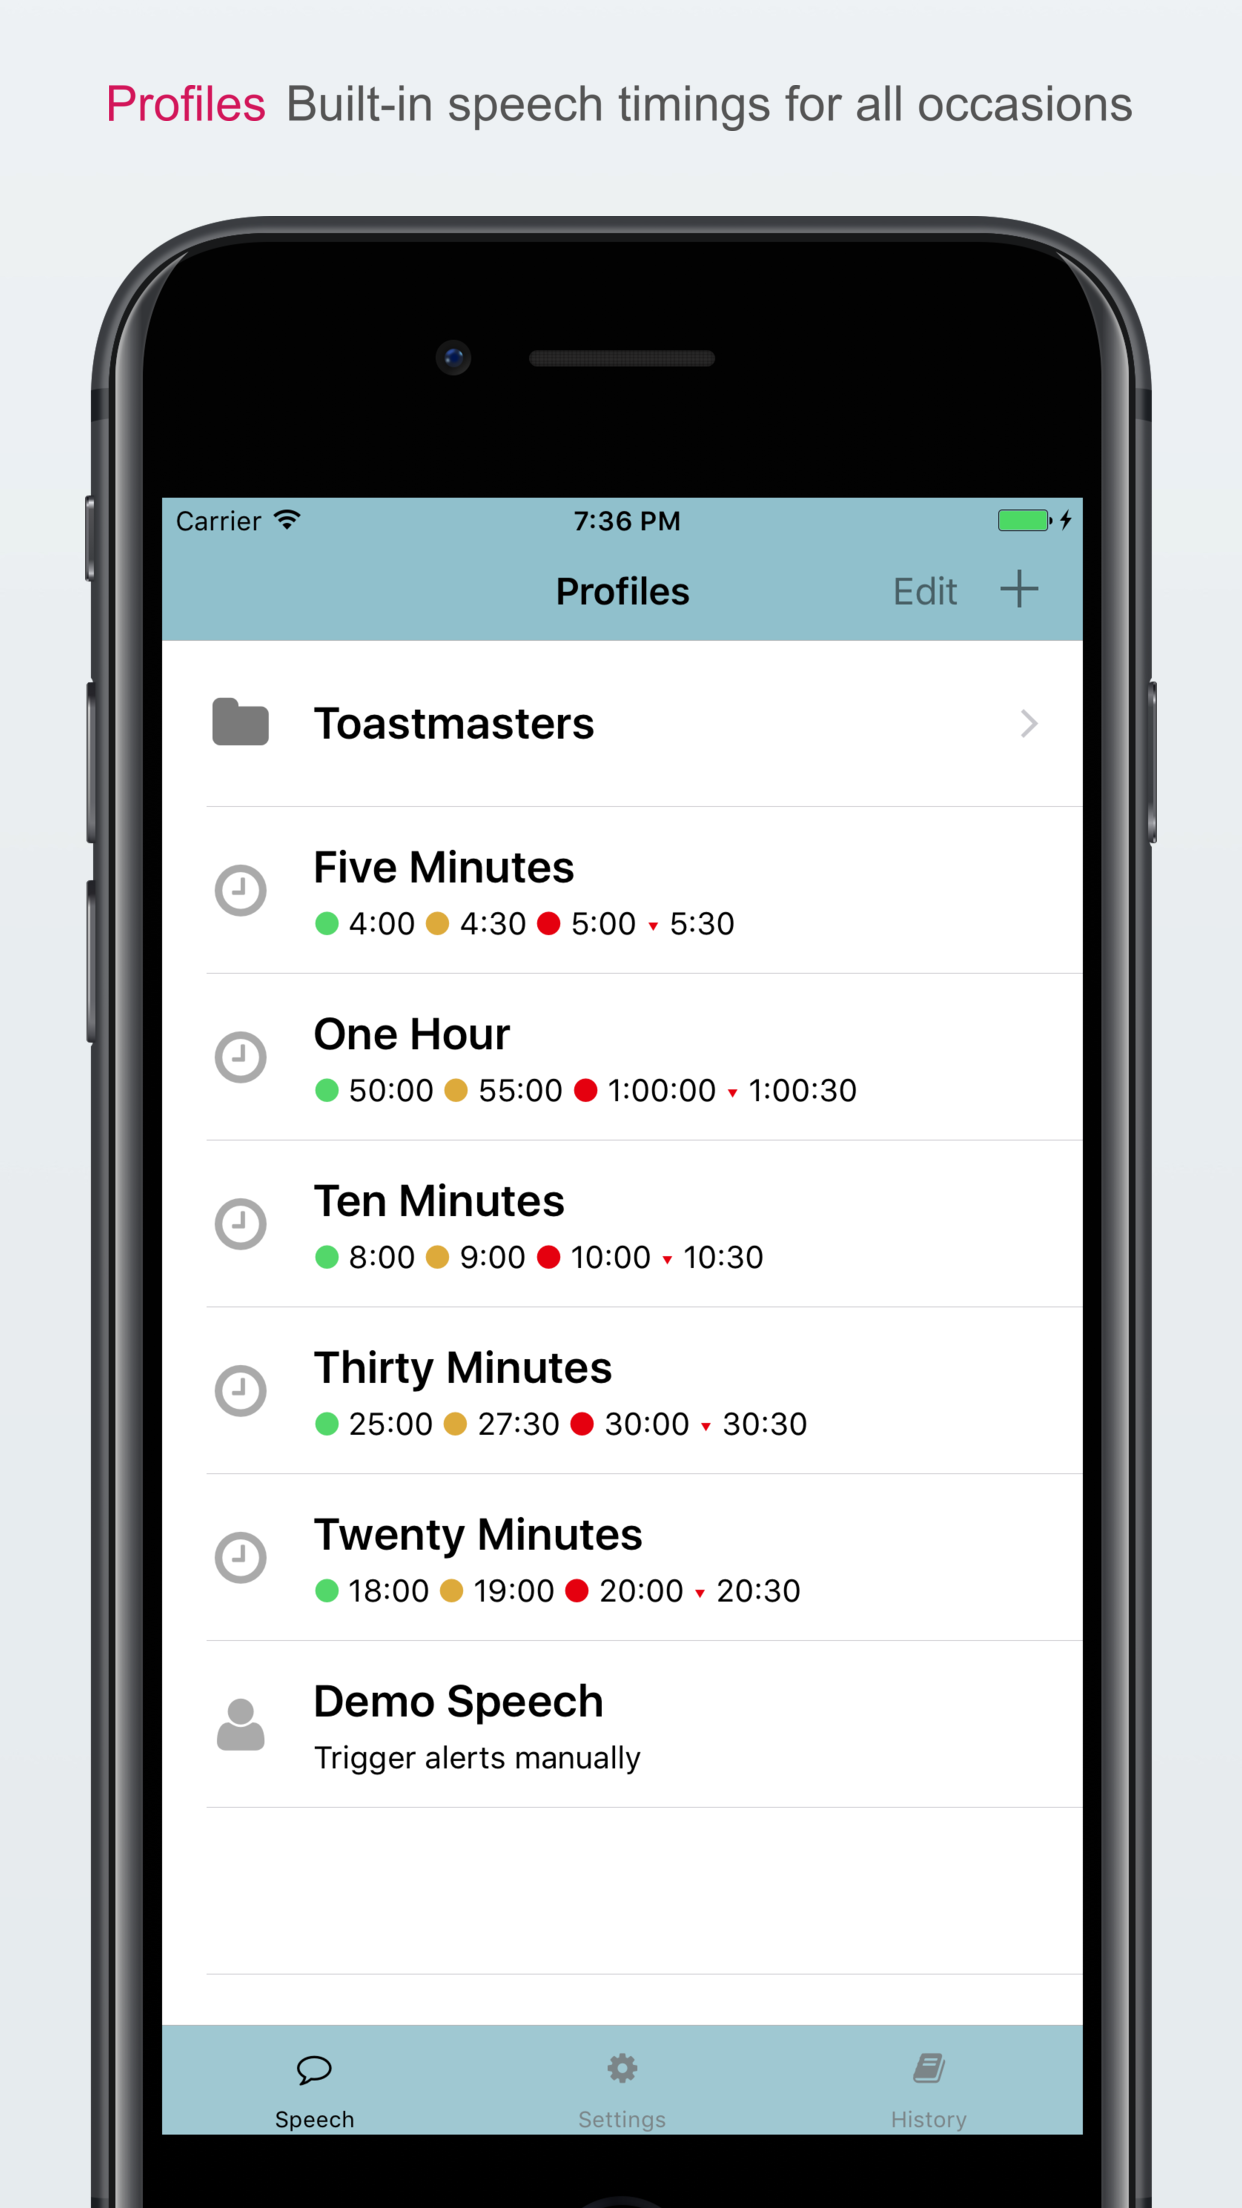 Profiles Built-in speech timings for all occasions
Carrier 7:36 PM
Profiles Edit +
Toastmasters
Five Minutes
4:00 4:30 5:00 5:30
One Hour
50:00 55:00 1:00:00 1:00:30
Ten Minutes
8:00 9:00 10:00 10:30
Thirty Minutes
25:00 27:30 30:00 30:30
Twenty Minutes
18:00 19:00 20:00 20:30
Demo Speech
Trigger alerts manually
Speech Settings History